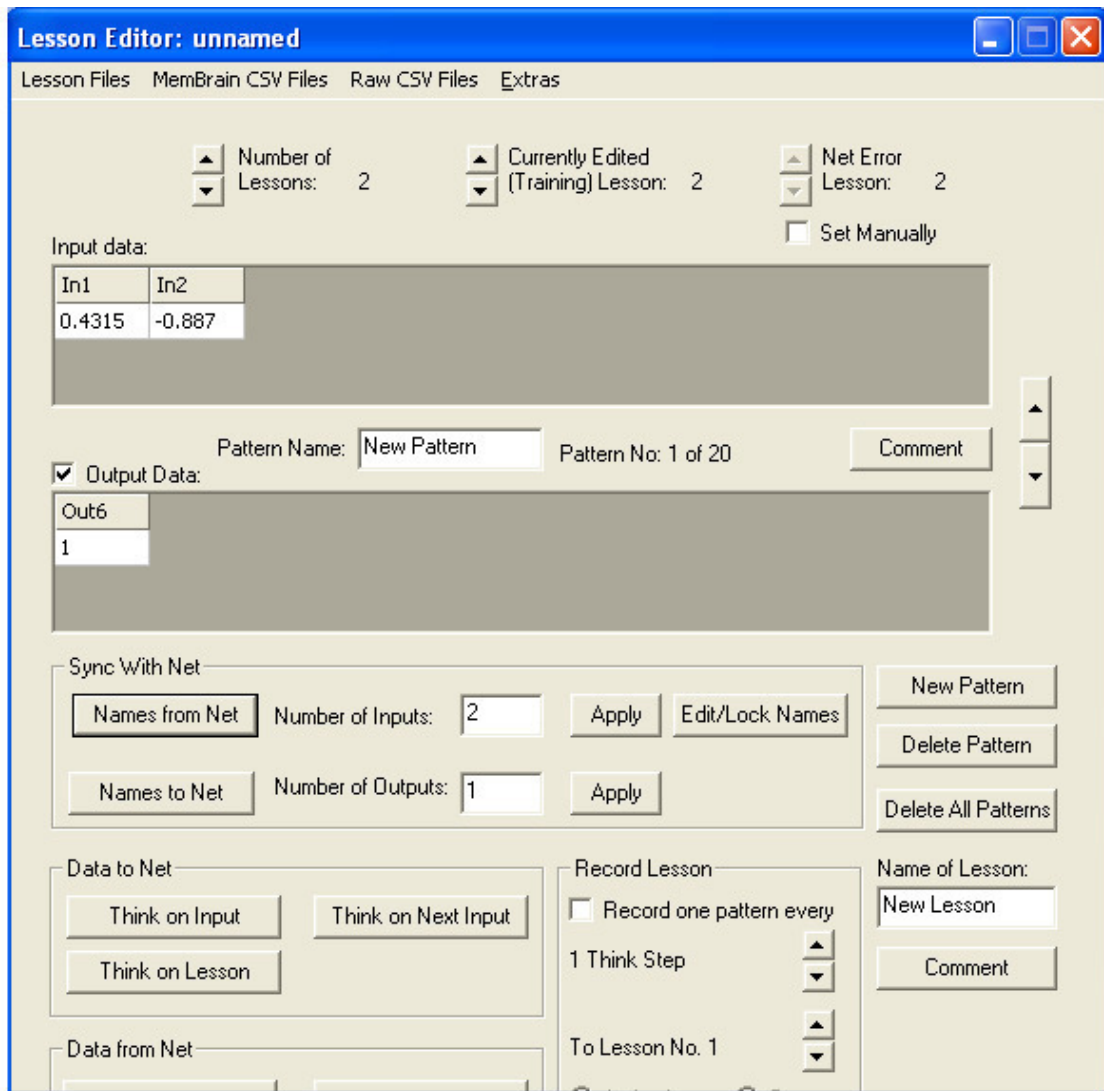 Lesson Editor: unnamed
Lesson Files MemBrain CSV Files Raw CSV Files Extras
Number of Lessons: 2
Currently Edited (Training) Lesson: 2
Net Error Lesson: 2
Set Manually
Input data:
In1 In2
0.4315 -0.887
Pattern Name: New Pattern Pattern No: 1 of 20 Comment
Output Data:
Out6
1
Sync With Net
Names from Net Number of Inputs: 2 Apply Edit/Lock Names
Names to Net Number of Outputs: 1 Apply
New Pattern
Delete Pattern
Delete All Patterns
Data to Net
Think on Input Think on Next Input
Think on Lesson
Record Lesson
Record one pattern every
1 Think Step
To Lesson No. 1
Name of Lesson:
New Lesson
Comment
Data from Net